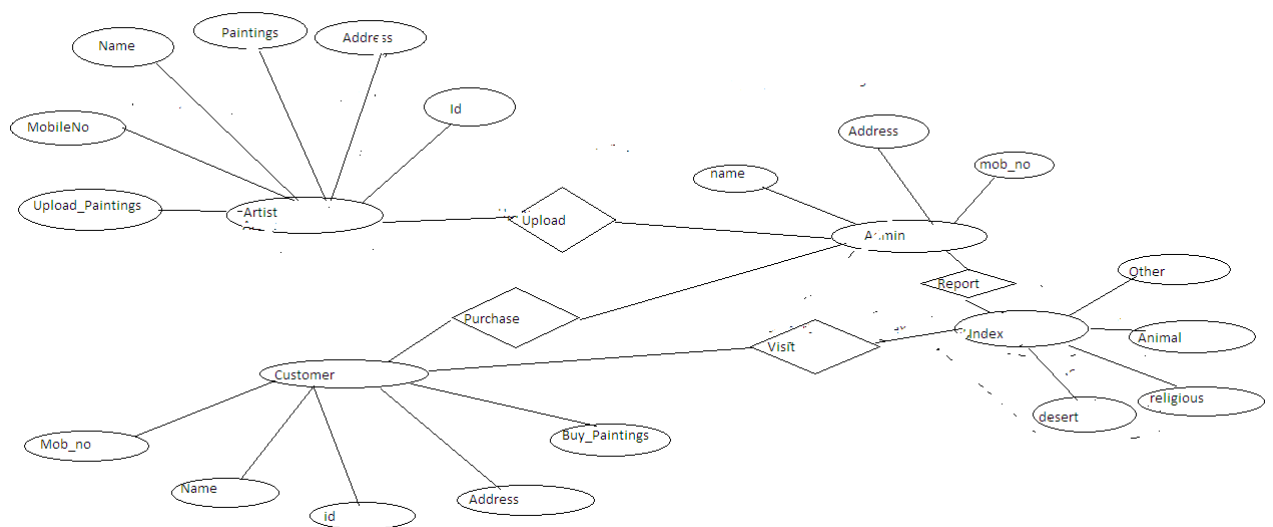 Name
Paintings
Address
Id
MobileNo
Upload_Paintings
Artist
Upload
name
Address
mob_no
Admin
Report
Other
Index
Animal
religious
desert
Purchase
Visit
Customer
Mob_no
Name
id
Address
Buy_Paintings